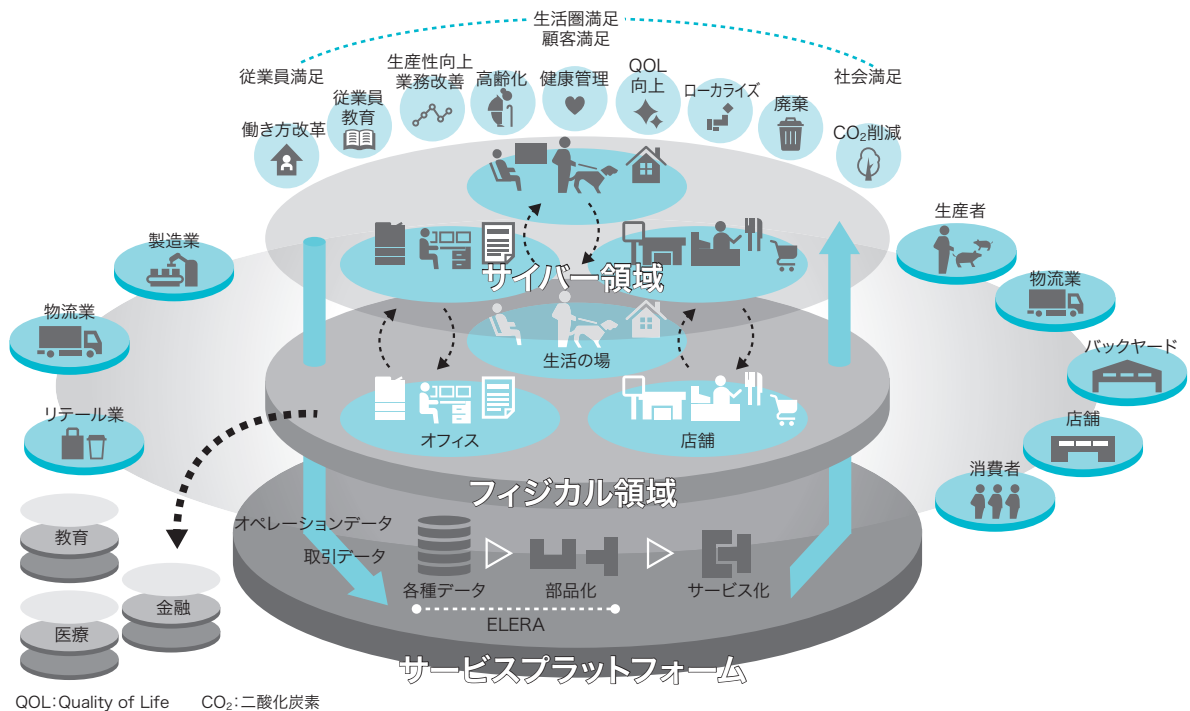 生活圏満足
顧客満足
従業員満足
社会満足
働き方改革
従業員
教育
生産性向上
業務改善
高齢化
健康管理
QOL
向上
ローカライズ
廃棄
CO₂削減
製造業
物流業
リテール業
生産者
物流業
バックヤード
店舗
消費者
サイバー領域
生活の場
オフィス
店舗
フィジカル領域
オペレーションデータ
取引データ
各種データ
部品化
サービス化
ELERA
サービスプラットフォーム
教育
金融
医療
QOL:Quality of Life CO₂:二酸化炭素